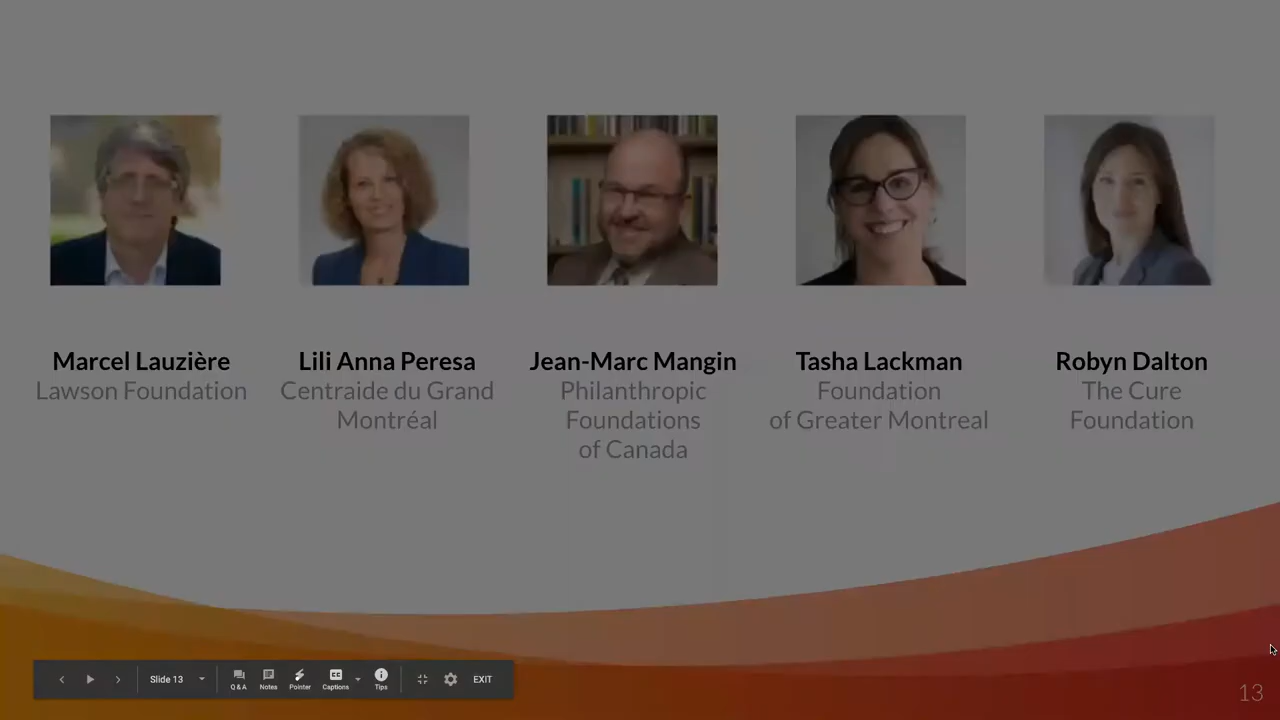 Marcel Lauzière
Lawson Foundation
Lili Anna Peresa
Centraide du Grand
Montréal
Jean-Marc Mangin
Philanthropic
Foundations
of Canada
Tasha Lackman
Foundation
of Greater Montreal
Robyn Dalton
The Cure
Foundation
Slide 13
Q & A
Notes
Pointer
CC
Captions
Tips
EXIT
13